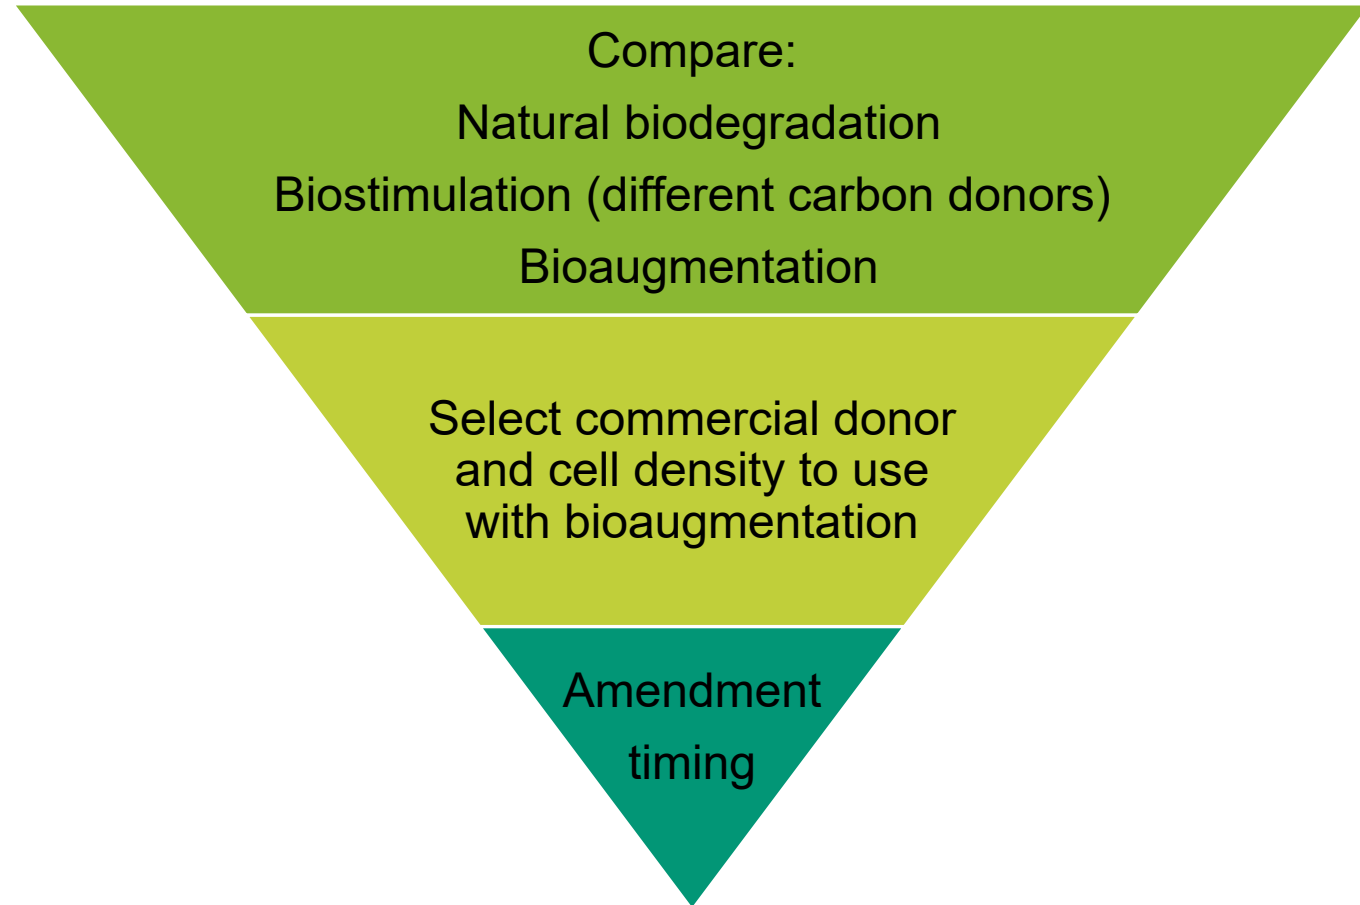 Compare:
Natural biodegradation
Biostimulation (different carbon donors)
Bioaugmentation
Select commercial donor
and cell density to use
with bioaugmentation
Amendment
timing